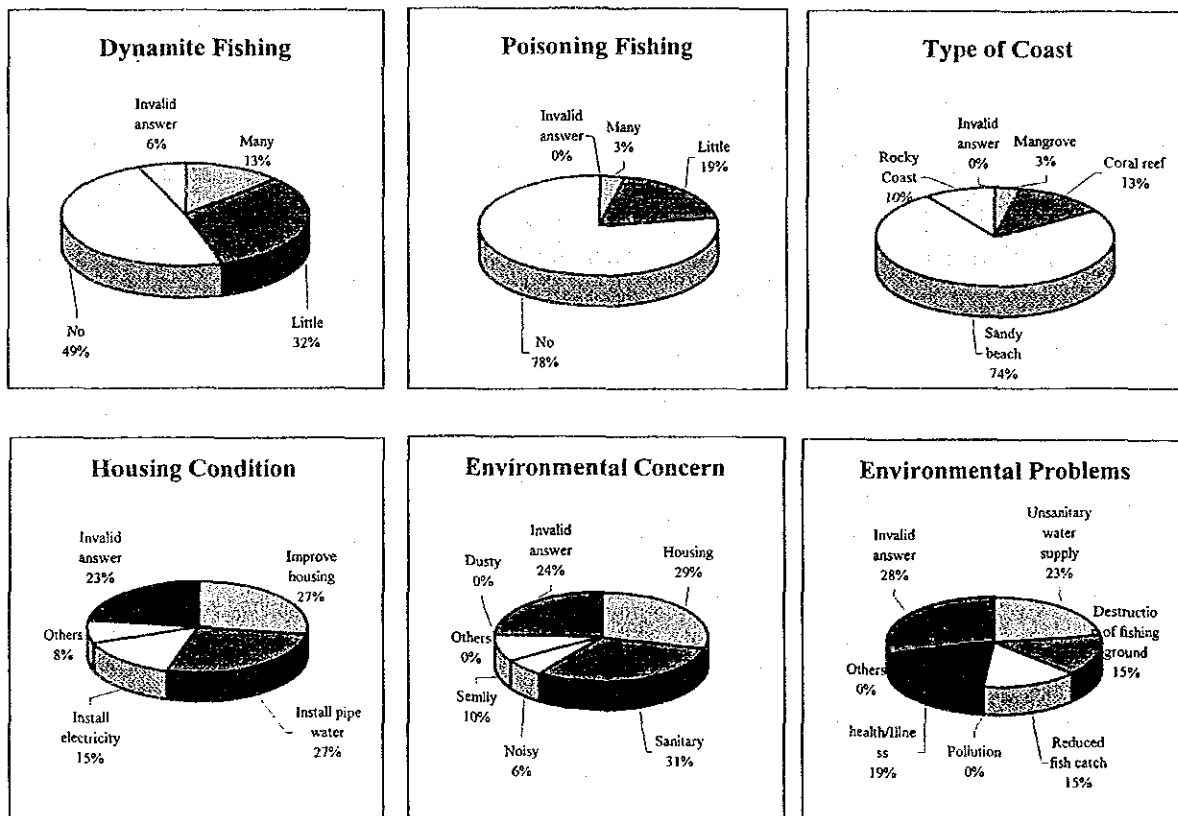 Dynamite Fishing
Invalid
answer
6%
Many
13%
Little
32%
No
49%
Poisoning Fishing
Invalid
answer
0%
Many
3%
Little
19%
No
78%
Type of Coast
Invalid
answer
0%
Mangrove
3%
Rocky
Coast
10%
Coral reef
13%
Sandy
beach
74%
Housing Condition
Invalid
answer
23%
Improve
housing
27%
Others
8%
Install
electricity
15%
Install pipe
water
27%
Environmental Concern
Invalid
answer
24%
Dusty
0%
Housing
29%
Others
0%
Semlly
10%
Noisy
6%
Sanitary
31%
Environmental Problems
Invalid
answer
28%
Unsanitary
water
supply
23%
Destructio
of fishing
ground
15%
Others
0%
health/Illne
ss
19%
Pollution
0%
Reduced
fish catch
15%